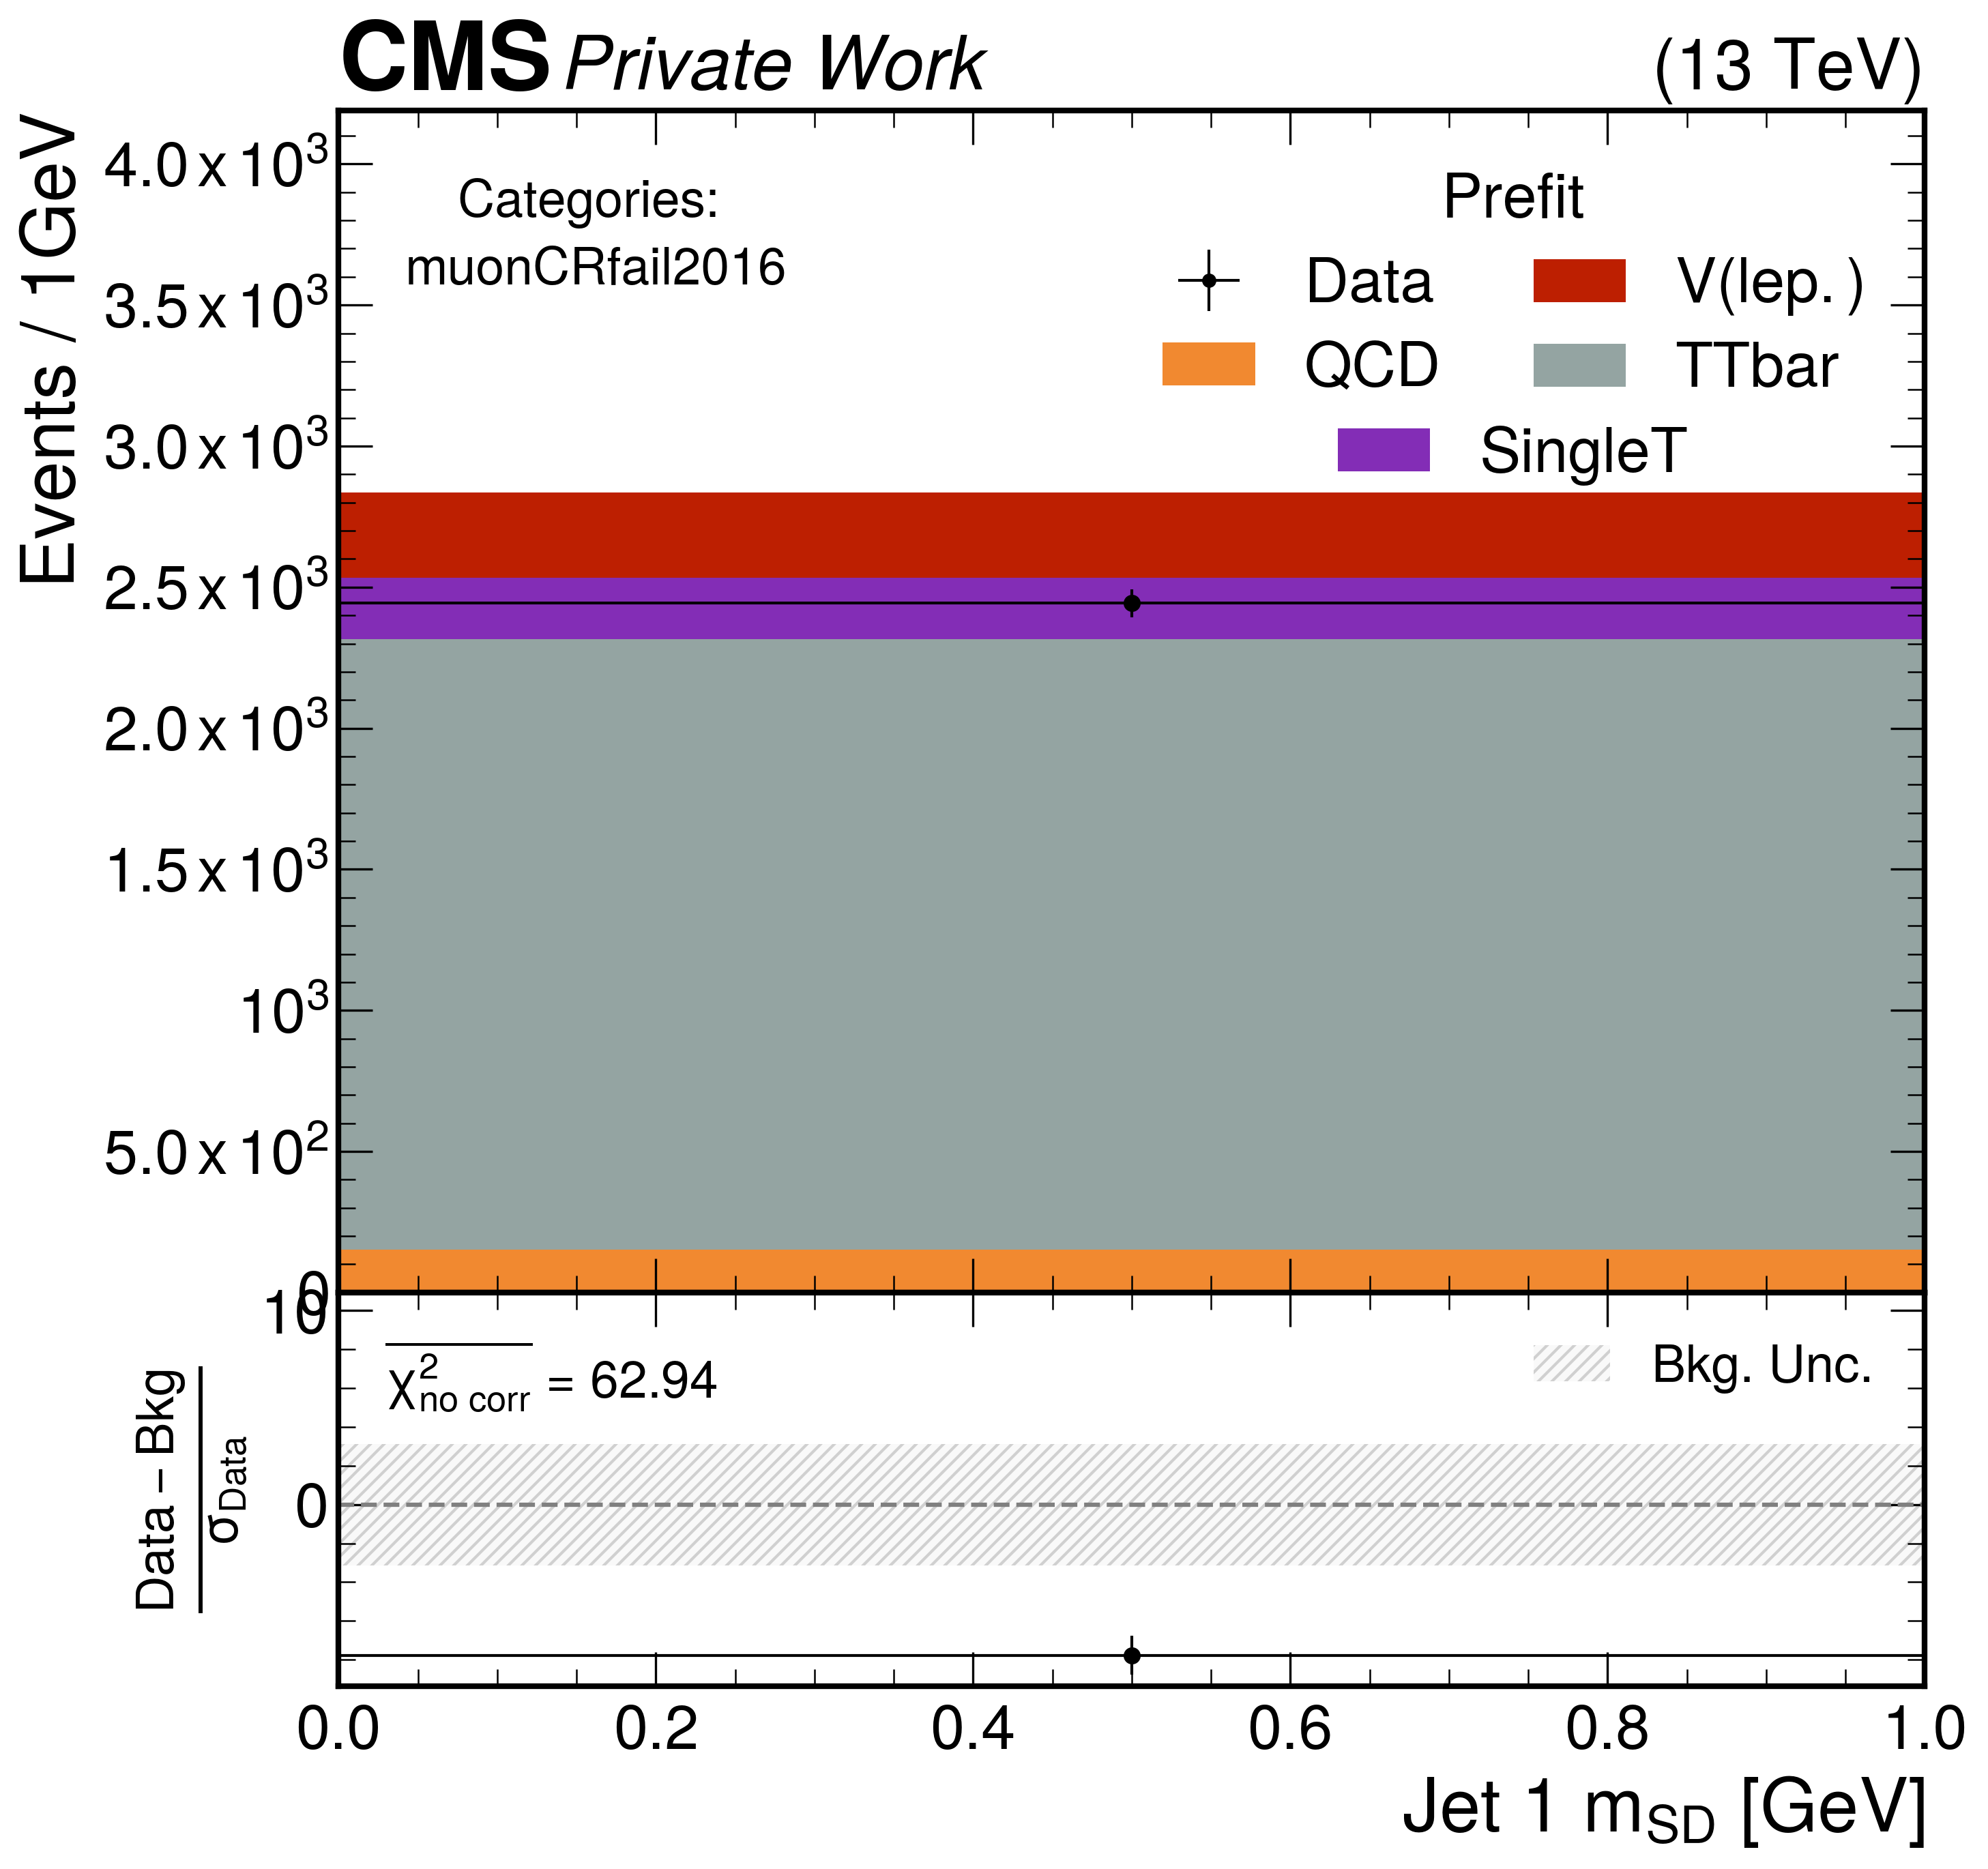 CMS Private Work (13 TeV)
Events / 1GeV
4.0 x 10³
3.5 x 10³
3.0 x 10³
2.5 x 10³
2.0 x 10³
1.5 x 10³
10³
5.0 x 10²
0
Categories:
muonCRfail2016
Prefit
Data V(lep.)
QCD TTbar
SingleT
10
0
Data − Bkg
σ_Data
χ²_no corr = 62.94
Bkg. Unc.
0.0 0.2 0.4 0.6 0.8 1.0
Jet 1 m_SD [GeV]